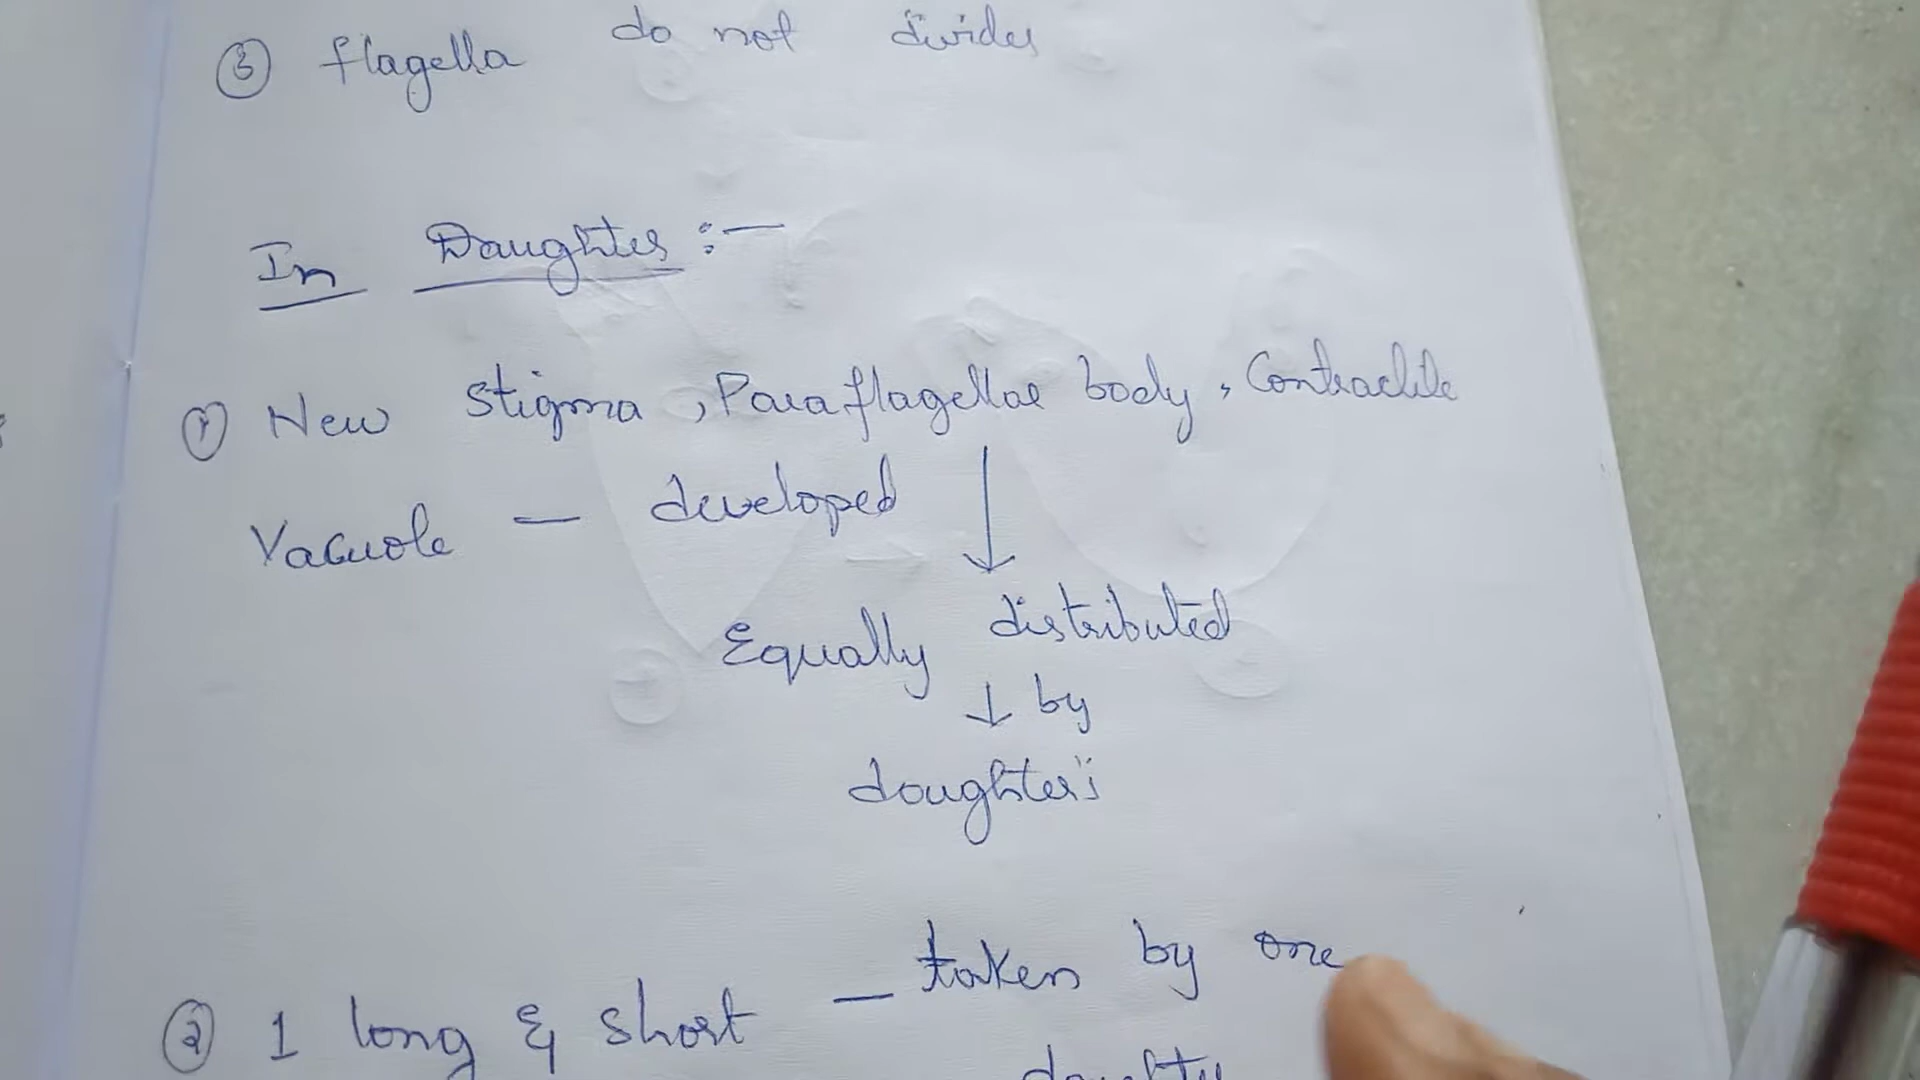 ③ flagella do not divides
In Daughter :—
① New stigma, Paraflagellar body, Contractile
Vacuole — developed ↓
Equally distributed
↓ by
doughter's
② 1 long & short — taken by one